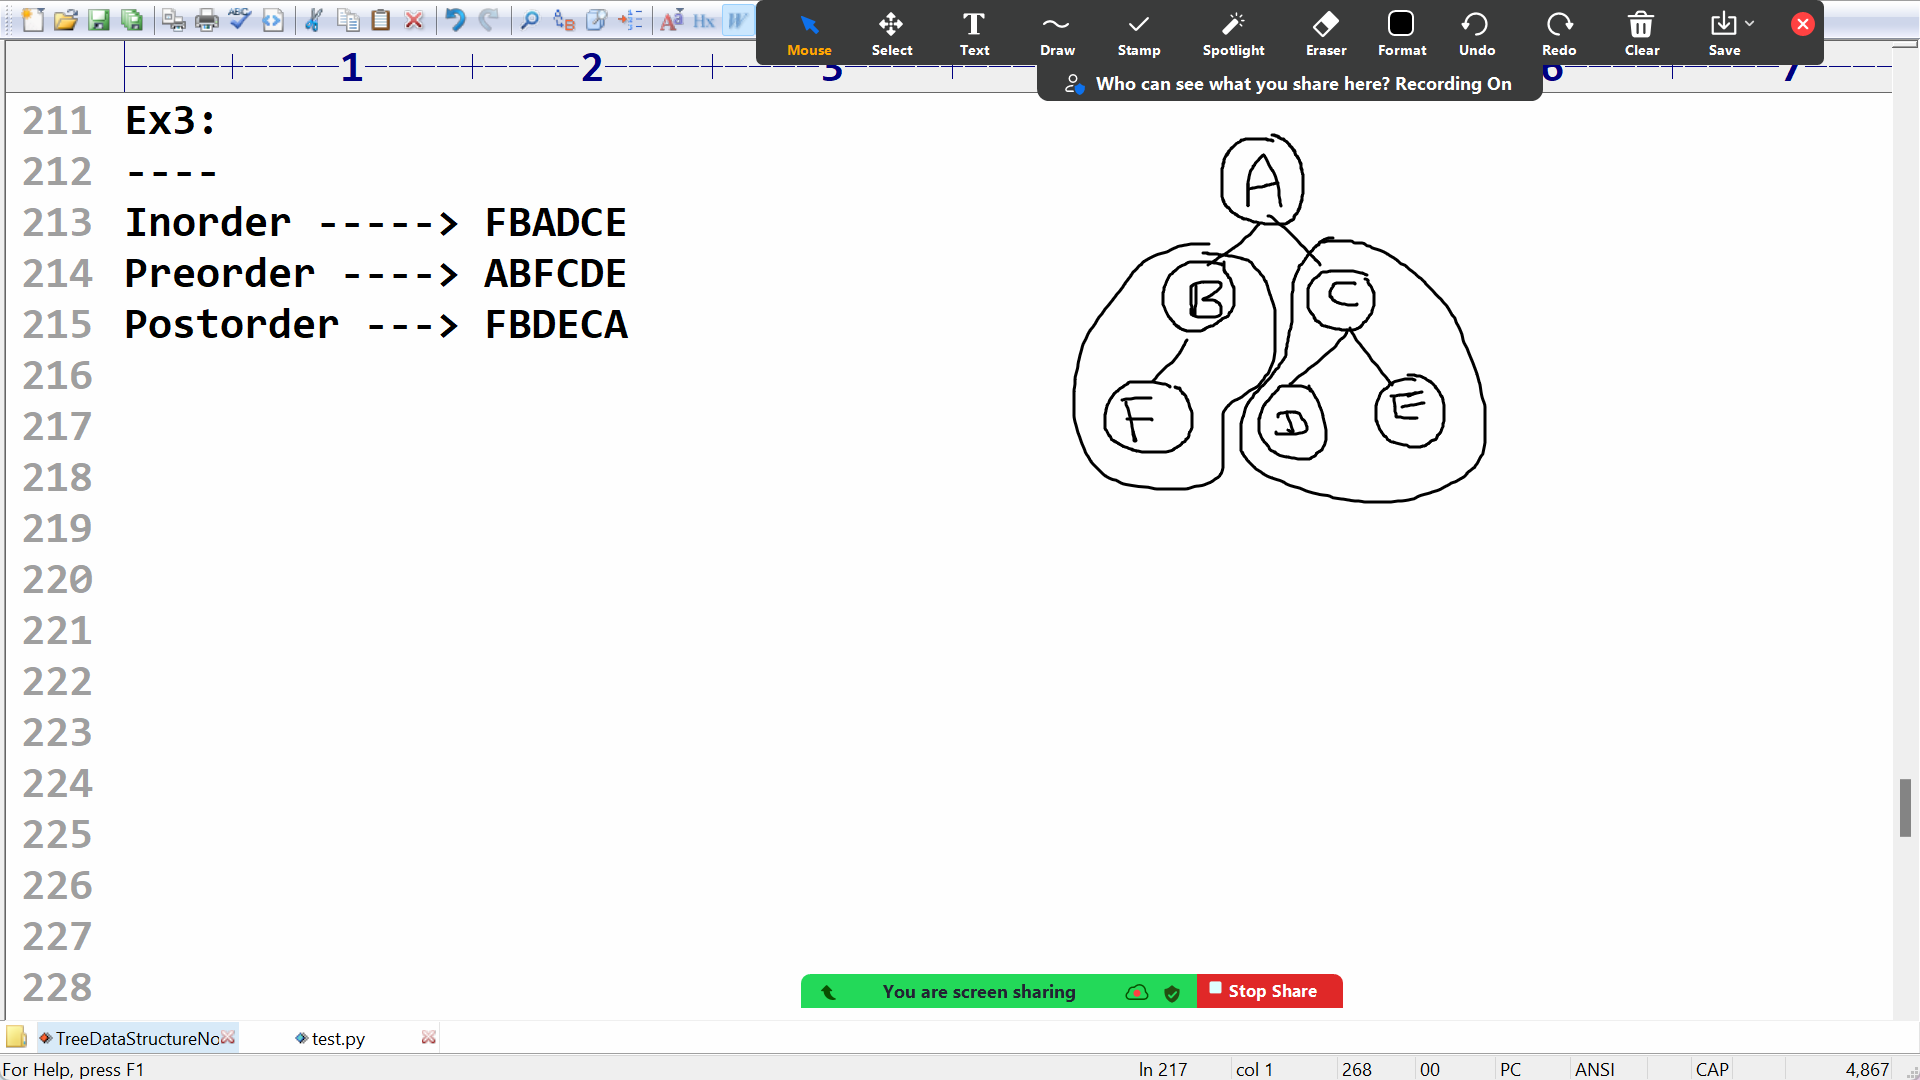 Mouse Select Text Draw Stamp Spotlight Eraser Format Undo Redo Clear Save
Who can see what you share here? Recording On
1 2 3 6 7
211 Ex3:
212 ----
213 Inorder -----> FBADCE
214 Preorder ----> ABFCDE
215 Postorder ---> FBDECA
216
217
218
219
220
221
222
223
224
225
226
227
228
A
B C
F D E
You are screen sharing Stop Share
TreeDataStructureNo test.py
For Help, press F1 ln 217 col 1 268 00 PC ANSI CAP 4,867